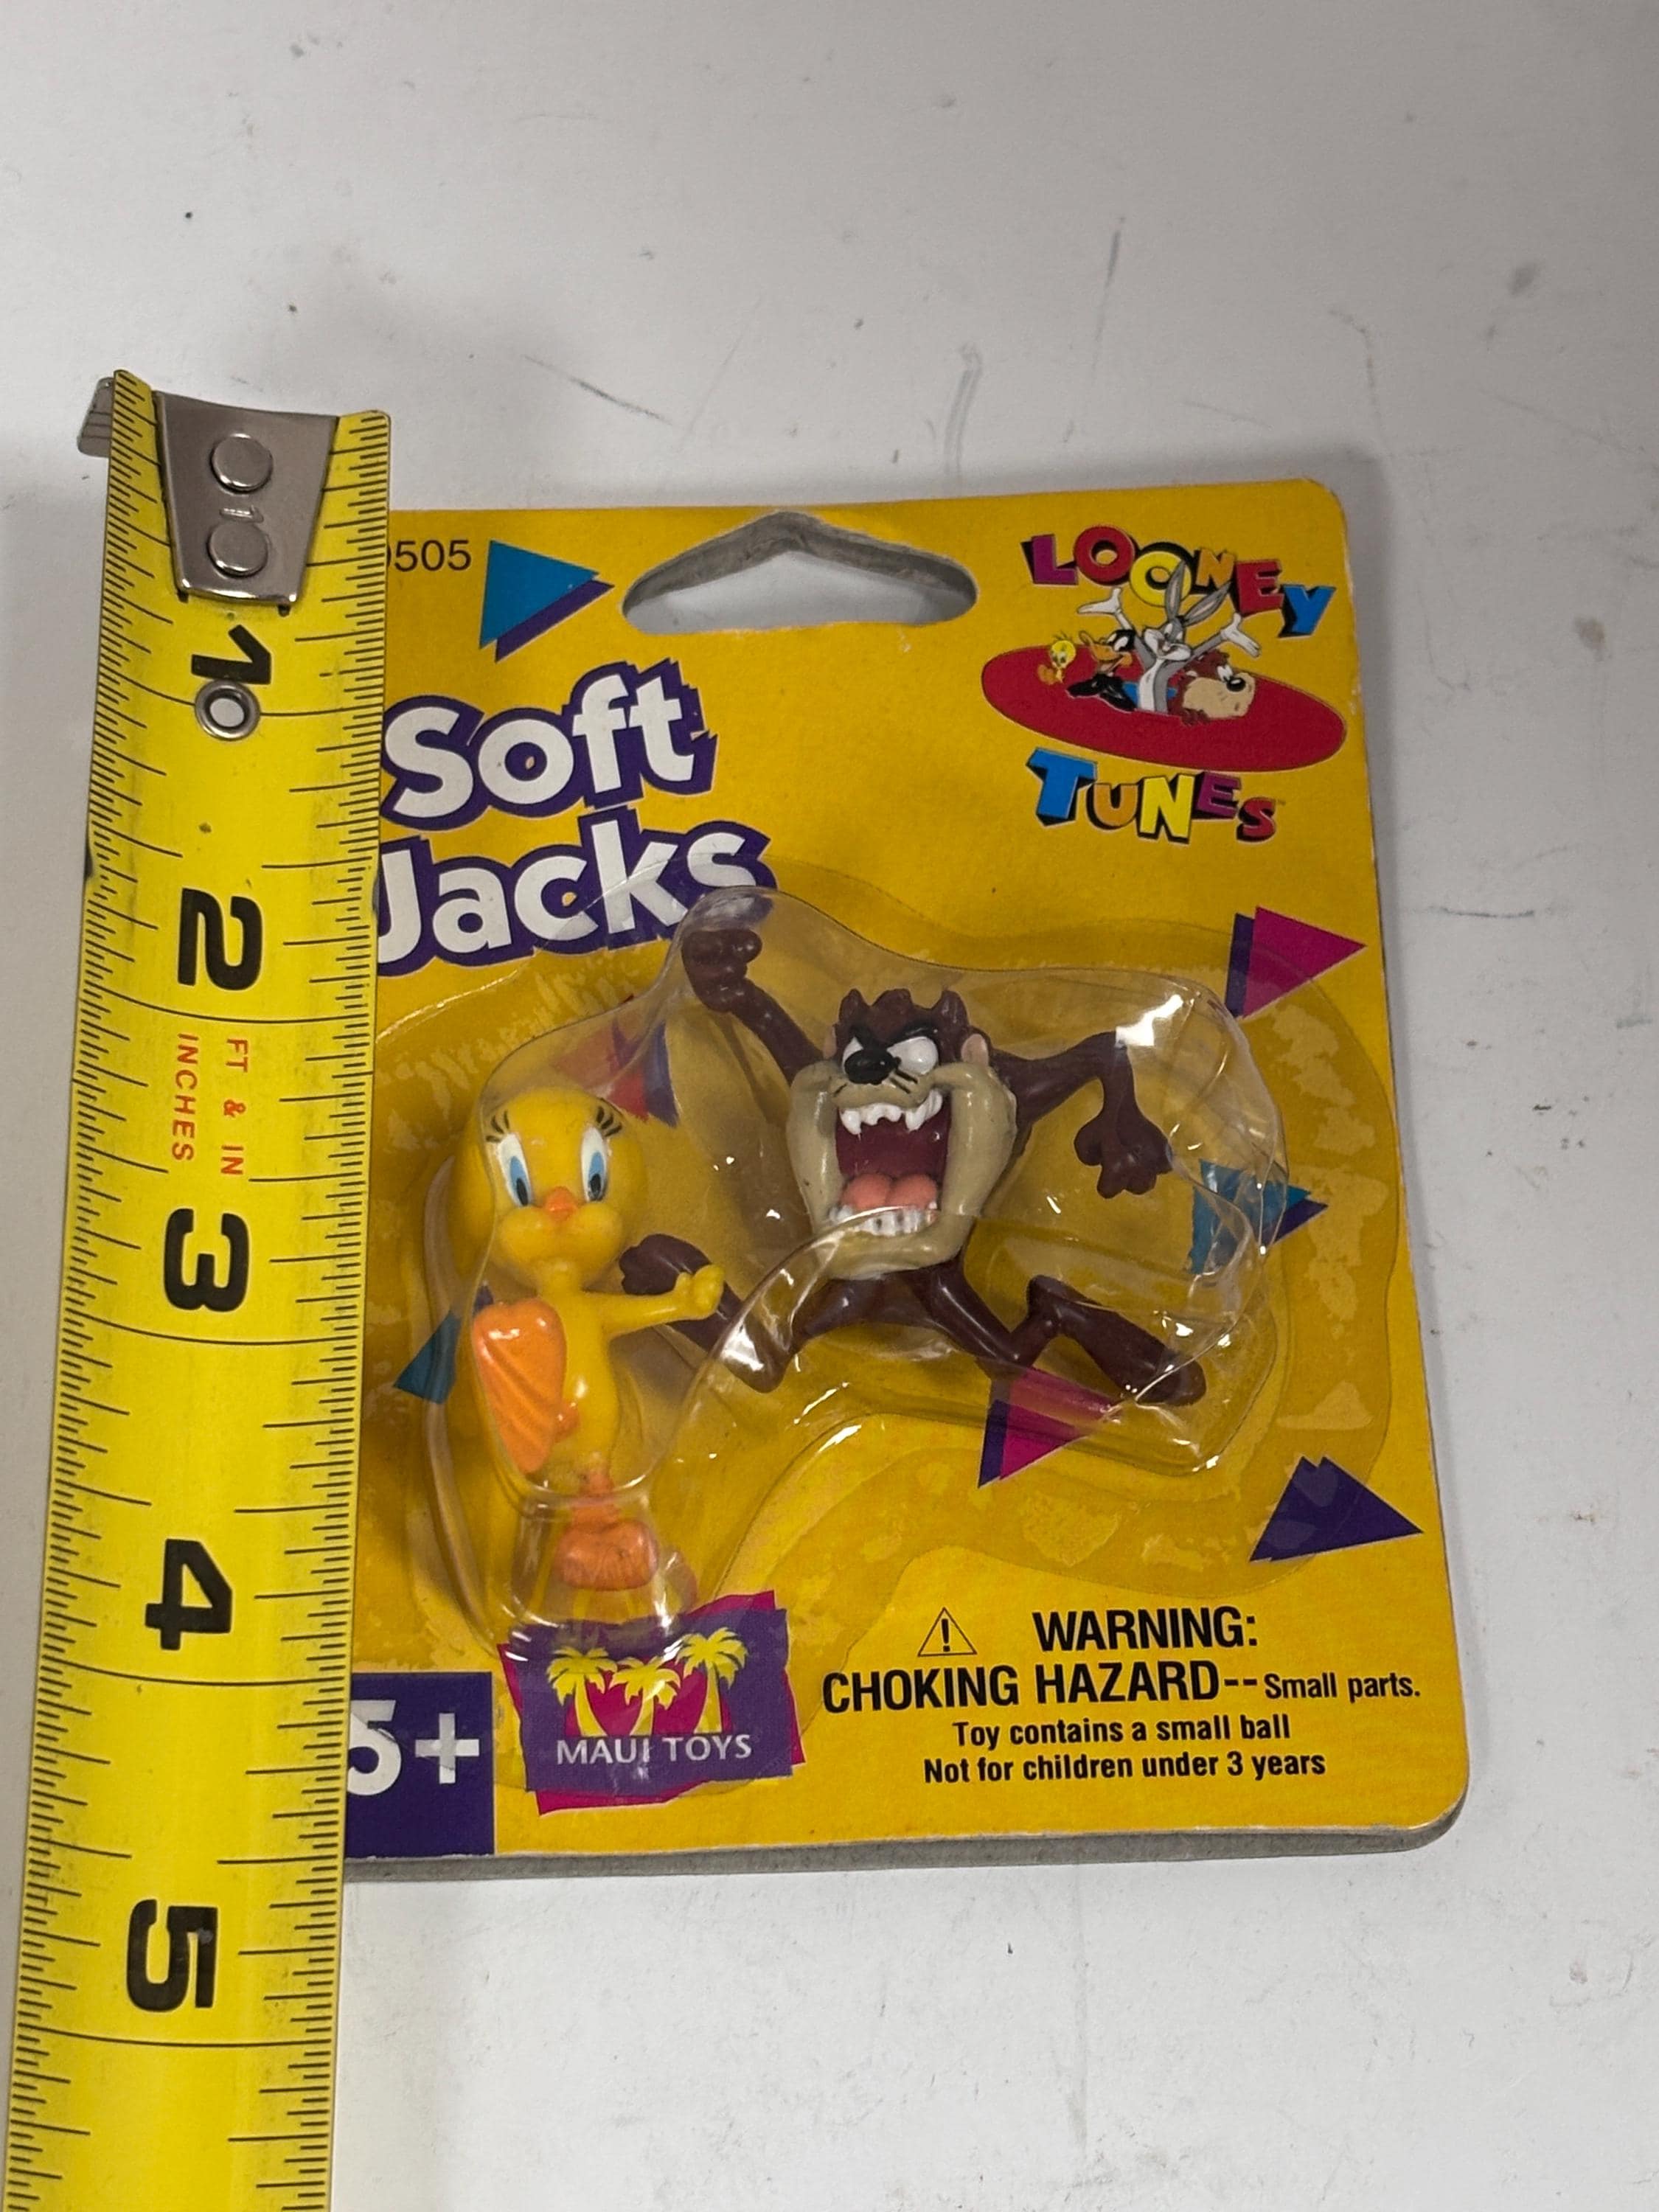 505
LOONEY
TUNES
Soft
Jacks
1
2
FT & IN
INCHES
3
4
5
5+
MAUI TOYS
WARNING:
CHOKING HAZARD--Small parts.
Toy contains a small ball
Not for children under 3 years